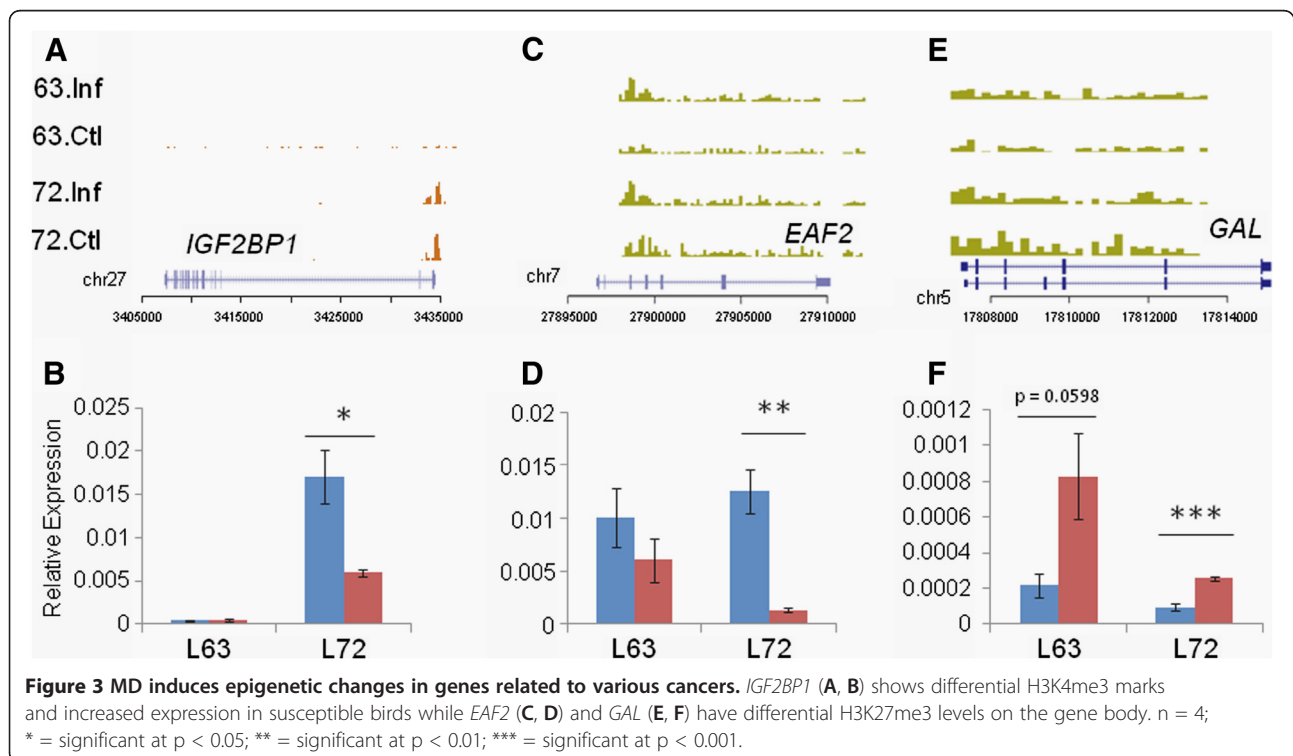 A
C
E
63.Inf
63.Ctl
72.Inf
72.Ctl
IGF2BP1
EAF2
GAL
chr27
chr7
chr5
3405000 3415000 3425000 3435000
27895000 27900000 27905000 27910000
17808000 17810000 17812000 17814000
B
D
F
Relative Expression
0.025
0.02
0.015
0.01
0.005
0
*
L63 L72
0.02
0.015
0.01
0.005
0
**
L63 L72
0.0012
0.001
0.0008
0.0006
0.0004
0.0002
0
p = 0.0598
***
L63 L72
Figure 3 MD induces epigenetic changes in genes related to various cancers. IGF2BP1 (A, B) shows differential H3K4me3 marks
and increased expression in susceptible birds while EAF2 (C, D) and GAL (E, F) have differential H3K27me3 levels on the gene body. n = 4;
* = significant at p < 0.05; ** = significant at p < 0.01; *** = significant at p < 0.001.